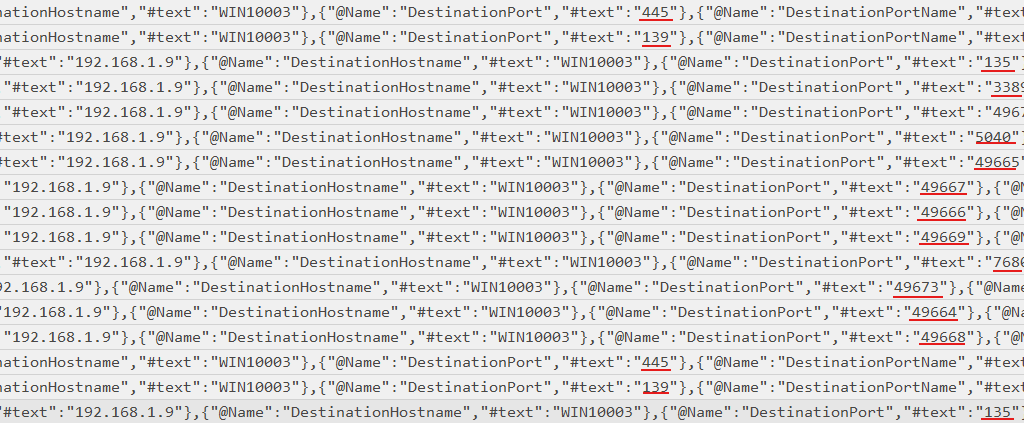 nationHostname","#text":"WIN10003"},{"@Name":"DestinationPort","#text":"445"},{"@Name":"DestinationPortName","#text
nationHostname","#text":"WIN10003"},{"@Name":"DestinationPort","#text":"139"},{"@Name":"DestinationPortName","#text
"#text":"192.168.1.9"},{"@Name":"DestinationHostname","#text":"WIN10003"},{"@Name":"DestinationPort","#text":"135"}
"#text":"192.168.1.9"},{"@Name":"DestinationHostname","#text":"WIN10003"},{"@Name":"DestinationPort","#text":"3389
"#text":"192.168.1.9"},{"@Name":"DestinationHostname","#text":"WIN10003"},{"@Name":"DestinationPort","#text":"4967
#text":"192.168.1.9"},{"@Name":"DestinationHostname","#text":"WIN10003"},{"@Name":"DestinationPort","#text":"5040"}
#text":"192.168.1.9"},{"@Name":"DestinationHostname","#text":"WIN10003"},{"@Name":"DestinationPort","#text":"49665"
"192.168.1.9"},{"@Name":"DestinationHostname","#text":"WIN10003"},{"@Name":"DestinationPort","#text":"49667"},{"@N
"192.168.1.9"},{"@Name":"DestinationHostname","#text":"WIN10003"},{"@Name":"DestinationPort","#text":"49666"},{"@N
"192.168.1.9"},{"@Name":"DestinationHostname","#text":"WIN10003"},{"@Name":"DestinationPort","#text":"49669"},{"@N
"#text":"192.168.1.9"},{"@Name":"DestinationHostname","#text":"WIN10003"},{"@Name":"DestinationPort","#text":"7680
92.168.1.9"},{"@Name":"DestinationHostname","#text":"WIN10003"},{"@Name":"DestinationPort","#text":"49673"},{"@Name
"192.168.1.9"},{"@Name":"DestinationHostname","#text":"WIN10003"},{"@Name":"DestinationPort","#text":"49664"},{"@Na
"192.168.1.9"},{"@Name":"DestinationHostname","#text":"WIN10003"},{"@Name":"DestinationPort","#text":"49668"},{"@N
nationHostname","#text":"WIN10003"},{"@Name":"DestinationPort","#text":"445"},{"@Name":"DestinationPortName","#text
nationHostname","#text":"WIN10003"},{"@Name":"DestinationPort","#text":"139"},{"@Name":"DestinationPortName","#text
"#text":"192.168.1.9"},{"@Name":"DestinationHostname","#text":"WIN10003"},{"@Name":"DestinationPort","#text":"135"}